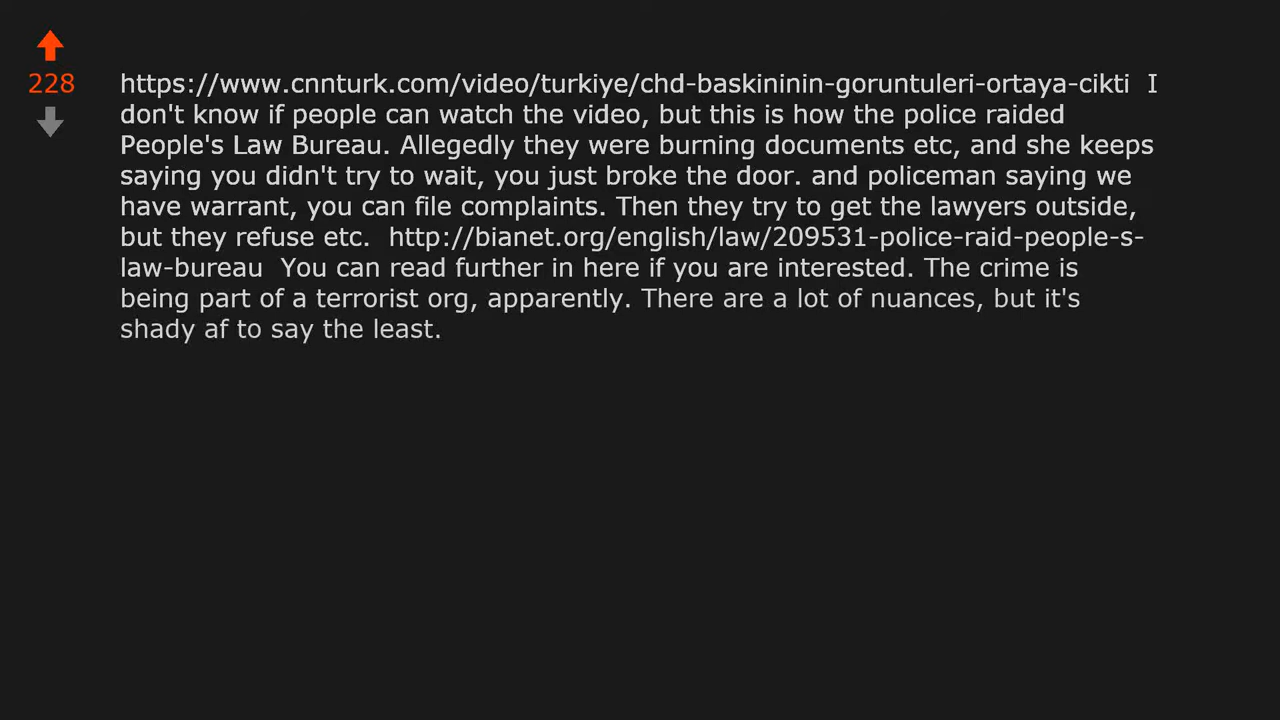 228
https://www.cnnturk.com/video/turkiye/chd-baskininin-goruntuleri-ortaya-cikti  I
don't know if people can watch the video, but this is how the police raided
People's Law Bureau. Allegedly they were burning documents etc, and she keeps
saying you didn't try to wait, you just broke the door. and policeman saying we
have warrant, you can file complaints. Then they try to get the lawyers outside,
but they refuse etc.  http://bianet.org/english/law/209531-police-raid-people-s-
law-bureau  You can read further in here if you are interested. The crime is
being part of a terrorist org, apparently. There are a lot of nuances, but it's
shady af to say the least.